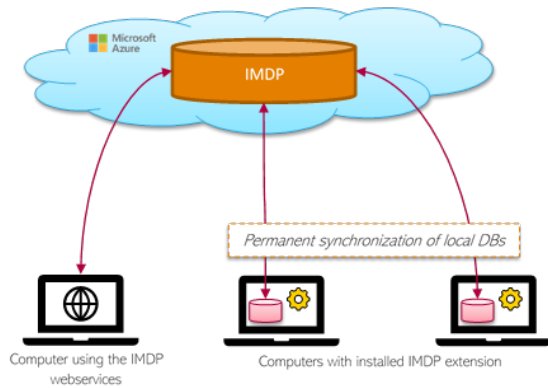 Microsoft
Azure
IMDP
Permanent synchronization of local DBs
Computer using the IMDP
webservices
Computers with installed IMDP extension